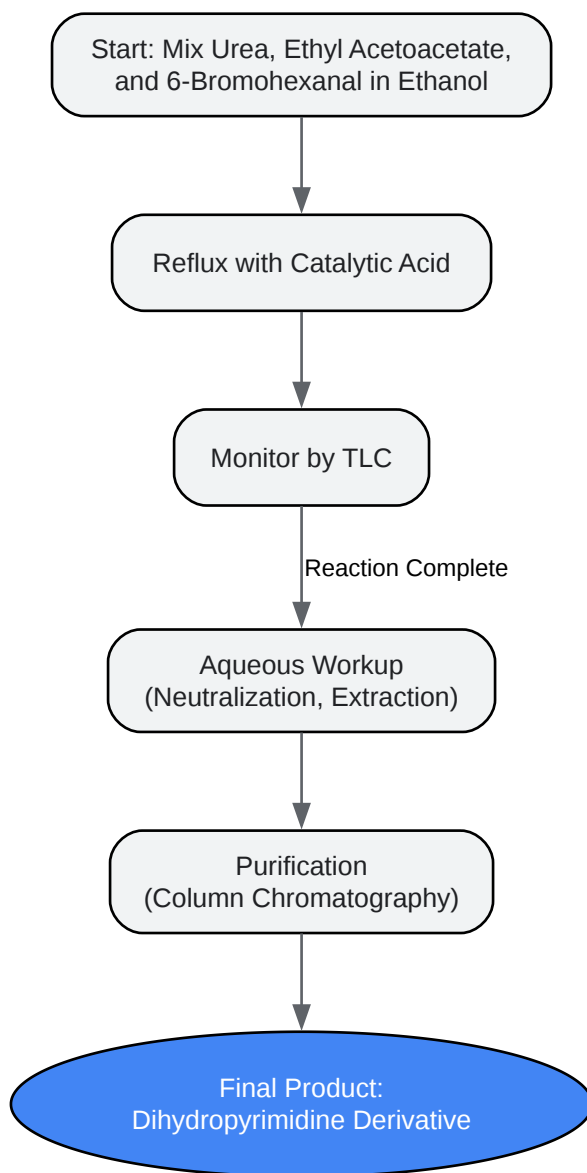 Start: Mix Urea, Ethyl Acetoacetate,
and 6-Bromohexanal in Ethanol
Reflux with Catalytic Acid
Monitor by TLC
Reaction Complete
Aqueous Workup
(Neutralization, Extraction)
Purification
(Column Chromatography)
Final Product:
Dihydropyrimidine Derivative